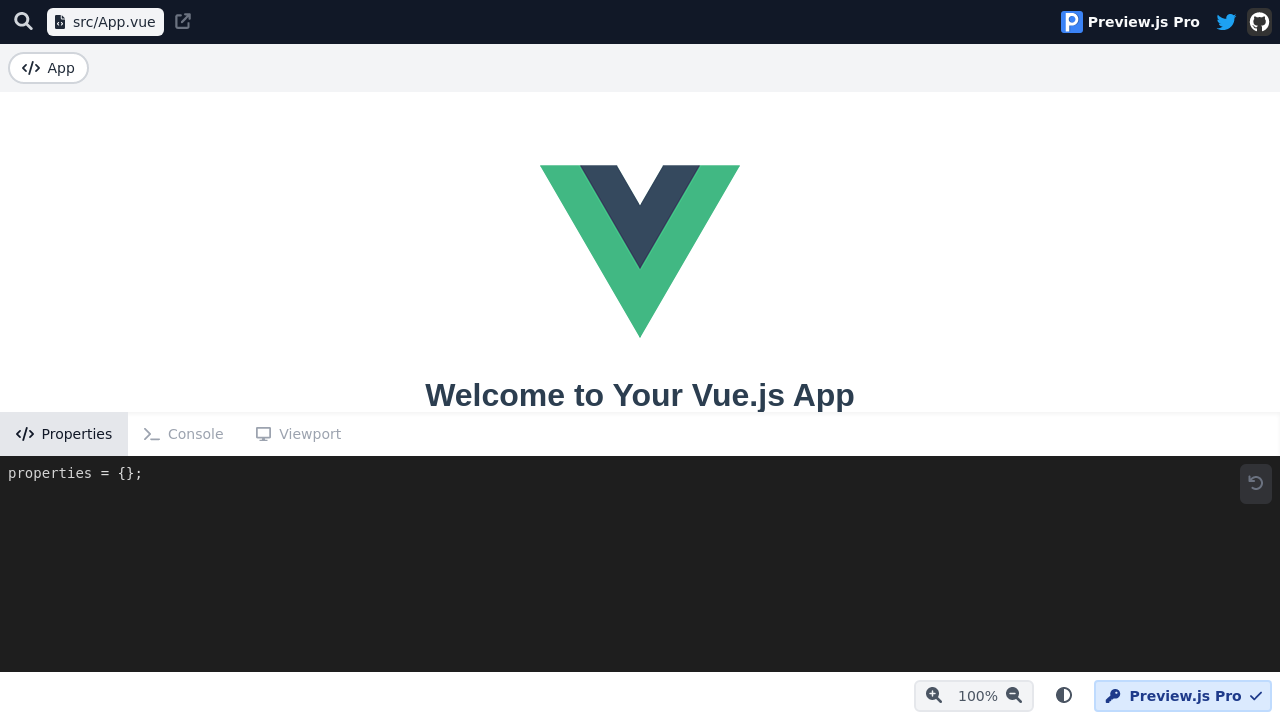 src/App.vue
Preview.js Pro
App
Welcome to Your Vue.js App
Properties
Console
Viewport
properties = {};
100%
Preview.js Pro